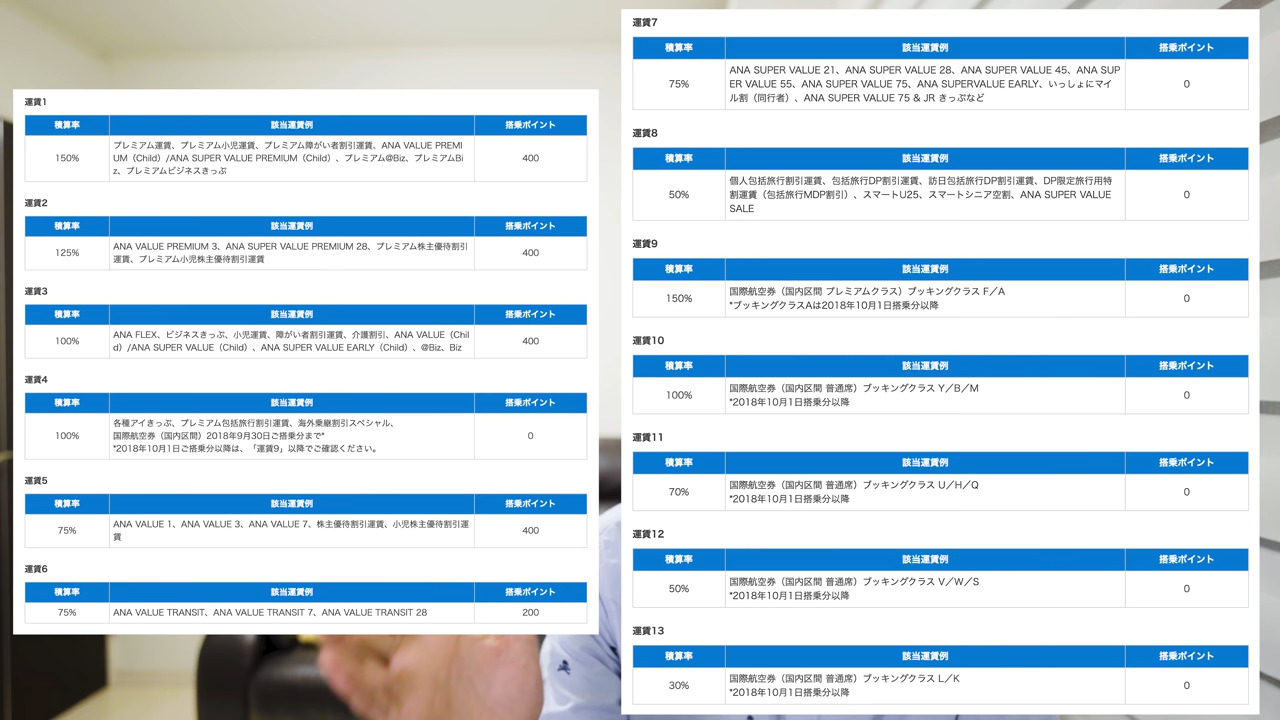 運賃1
積算率 該当運賃例 搭乗ポイント
150% プレミアム運賃、プレミアム小児運賃、プレミアム障がい者割引運賃、ANA VALUE PREMI
UM（Child）/ANA SUPER VALUE PREMIUM（Child）、プレミアム@Biz、プレミアムBi
z、プレミアムビジネスきっぷ 400
運賃2
積算率 該当運賃例 搭乗ポイント
125% ANA VALUE PREMIUM 3、ANA SUPER VALUE PREMIUM 28、プレミアム株主優待割引
運賃、プレミアム小児株主優待割引運賃 400
運賃3
積算率 該当運賃例 搭乗ポイント
100% ANA FLEX、ビジネスきっぷ、小児運賃、障がい者割引運賃、介護割引、ANA VALUE（Chil
d）/ANA SUPER VALUE（Child）、ANA SUPER VALUE EARLY（Child）、@Biz、Biz 400
運賃4
積算率 該当運賃例 搭乗ポイント
100% 各種アイきっぷ、プレミアム包括旅行割引運賃、海外乗継割引スペシャル、
国際航空券（国内区間）2018年9月30日ご搭乗分まで*
*2018年10月1日ご搭乗分以降は、「運賃9」以降でご確認ください。 0
運賃5
積算率 該当運賃例 搭乗ポイント
75% ANA VALUE 1、ANA VALUE 3、ANA VALUE 7、株主優待割引運賃、小児株主優待割引運
賃 400
運賃6
積算率 該当運賃例 搭乗ポイント
75% ANA VALUE TRANSIT、ANA VALUE TRANSIT 7、ANA VALUE TRANSIT 28 200
運賃7
積算率 該当運賃例 搭乗ポイント
75% ANA SUPER VALUE 21、ANA SUPER VALUE 28、ANA SUPER VALUE 45、ANA SUP
ER VALUE 55、ANA SUPER VALUE 75、ANA SUPERVALUE EARLY、いっしょにマイ
ル割（同行者）、ANA SUPER VALUE 75 & JR きっぷなど 0
運賃8
積算率 該当運賃例 搭乗ポイント
50% 個人包括旅行割引運賃、包括旅行DP割引運賃、訪日包括旅行DP割引運賃、DP限定旅行用特
割運賃（包括旅行MDP割引）、スマートU25、スマートシニア空割、ANA SUPER VALUE
SALE 0
運賃9
積算率 該当運賃例 搭乗ポイント
150% 国際航空券（国内区間 プレミアムクラス）ブッキングクラス F／A
*ブッキングクラスAは2018年10月1日搭乗分以降 0
運賃10
積算率 該当運賃例 搭乗ポイント
100% 国際航空券（国内区間 普通席）ブッキングクラス Y／B／M
*2018年10月1日搭乗分以降 0
運賃11
積算率 該当運賃例 搭乗ポイント
70% 国際航空券（国内区間 普通席）ブッキングクラス U／H／Q
*2018年10月1日搭乗分以降 0
運賃12
積算率 該当運賃例 搭乗ポイント
50% 国際航空券（国内区間 普通席）ブッキングクラス V／W／S
*2018年10月1日搭乗分以降 0
運賃13
積算率 該当運賃例 搭乗ポイント
30% 国際航空券（国内区間 普通席）ブッキングクラス L／K
*2018年10月1日搭乗分以降 0